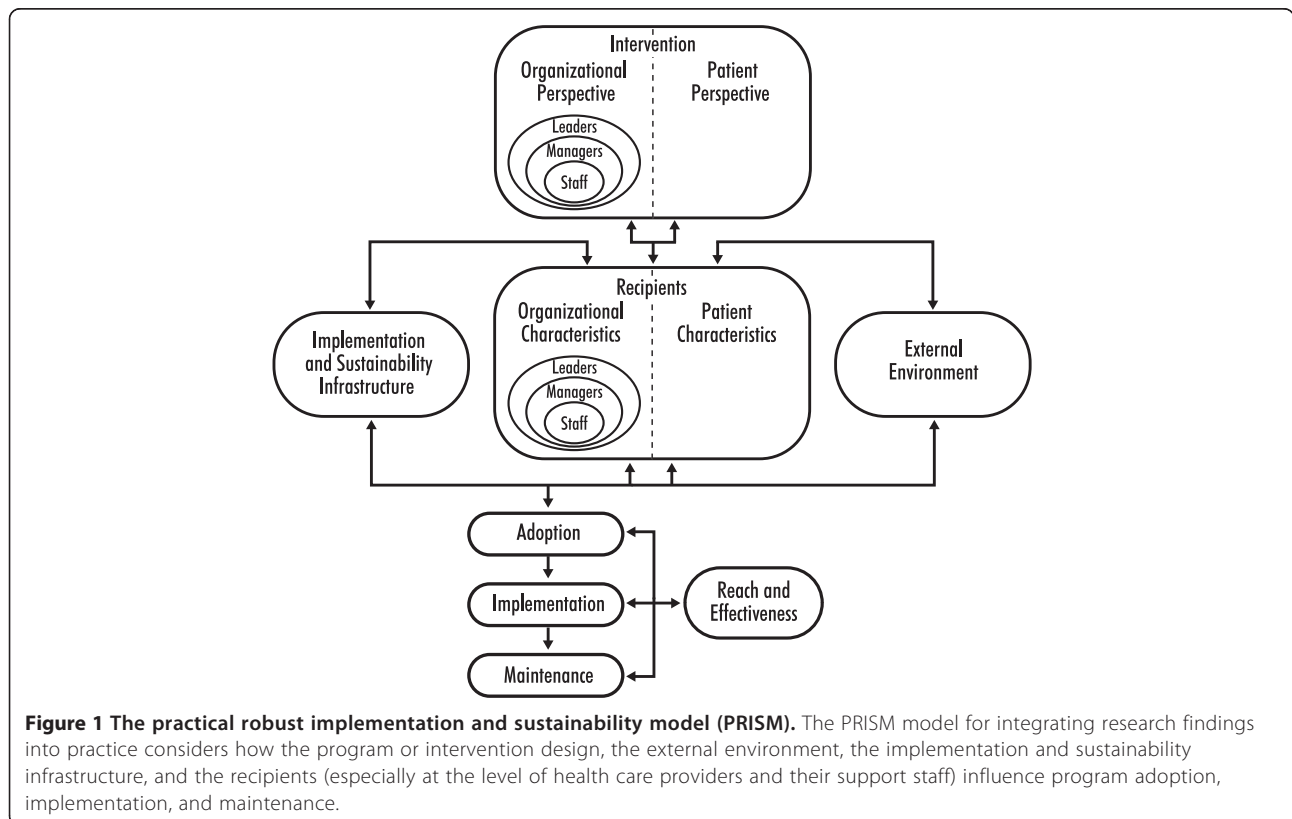 Intervention
Organizational
Perspective
Patient
Perspective
Leaders
Managers
Staff
Recipients
Organizational
Characteristics
Patient
Characteristics
Leaders
Managers
Staff
Implementation
and Sustainability
Infrastructure
External
Environment
Adoption
Implementation
Reach and
Effectiveness
Maintenance
Figure 1 The practical robust implementation and sustainability model (PRISM). The PRISM model for integrating research findings
into practice considers how the program or intervention design, the external environment, the implementation and sustainability
infrastructure, and the recipients (especially at the level of health care providers and their support staff) influence program adoption,
implementation, and maintenance.